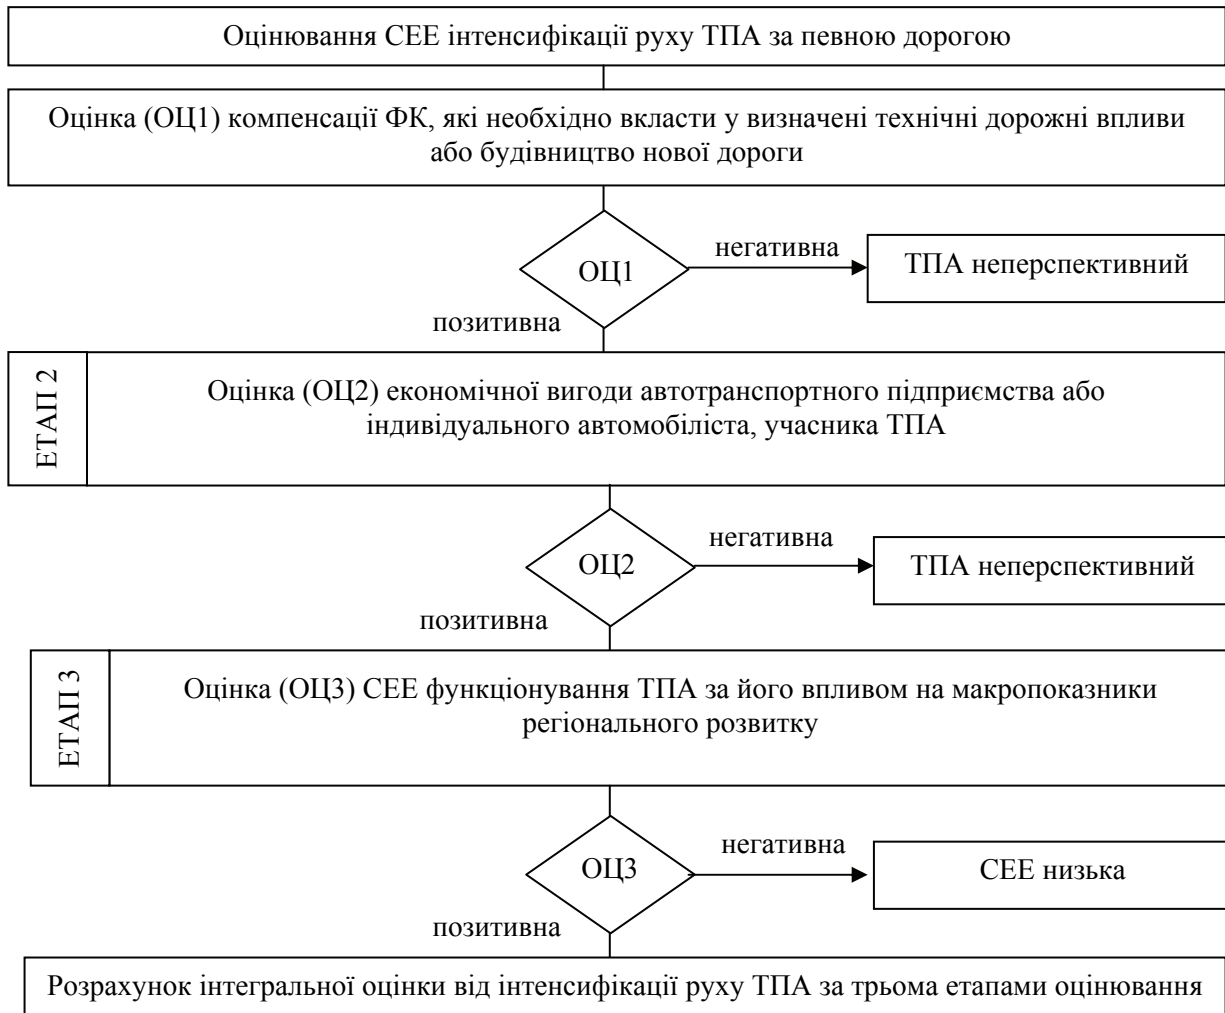 Оцінювання СЕЕ інтенсифікації руху ТПА за певною дорогою
Оцінка (ОЦ1) компенсації ФК, які необхідно вкласти у визначені технічні дорожні впливи
або будівництво нової дороги
ОЦ1
негативна
ТПА неперспективний
позитивна
ЕТАП 2
Оцінка (ОЦ2) економічної вигоди автотранспортного підприємства або
індивідуального автомобіліста, учасника ТПА
ОЦ2
негативна
ТПА неперспективний
позитивна
ЕТАП 3
Оцінка (ОЦ3) СЕЕ функціонування ТПА за його впливом на макропоказники
регіонального розвитку
ОЦ3
негативна
СЕЕ низька
позитивна
Розрахунок інтегральної оцінки від інтенсифікації руху ТПА за трьома етапами оцінювання